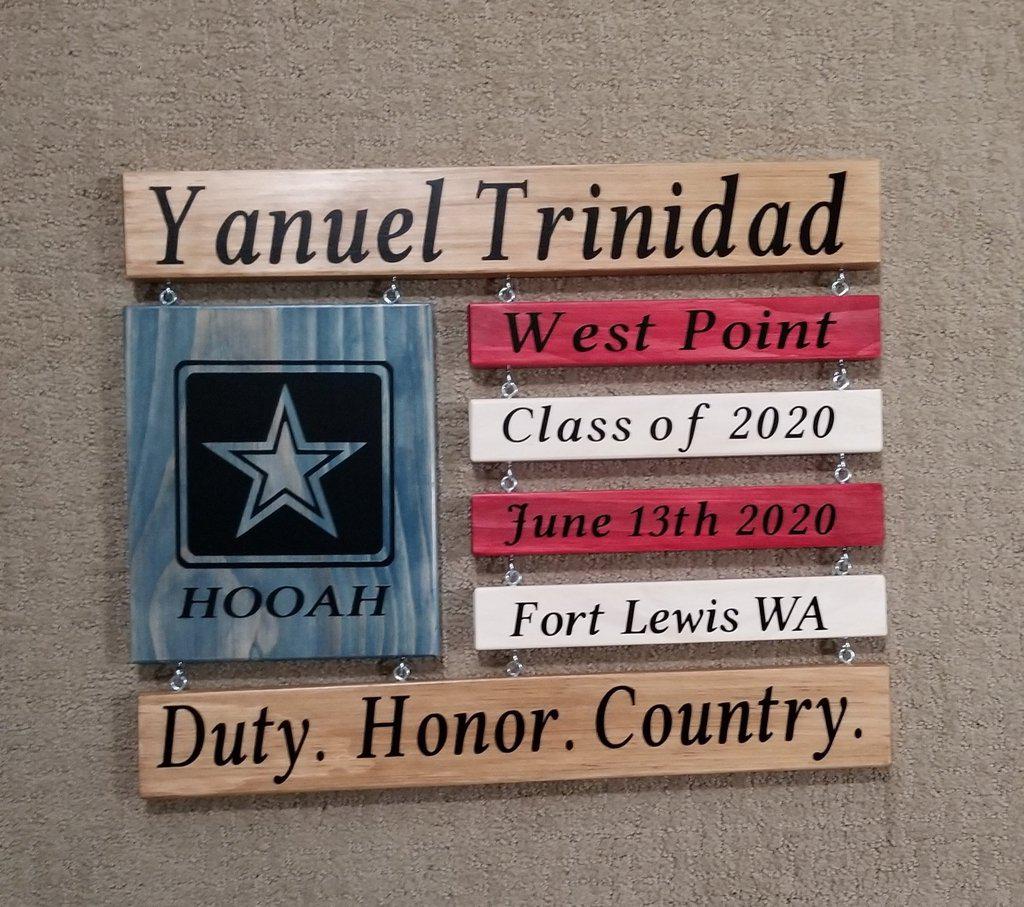 Yanuel Trinidad
HOOAH
West Point
Class of 2020
June 13th 2020
Fort Lewis WA
Duty. Honor. Country.